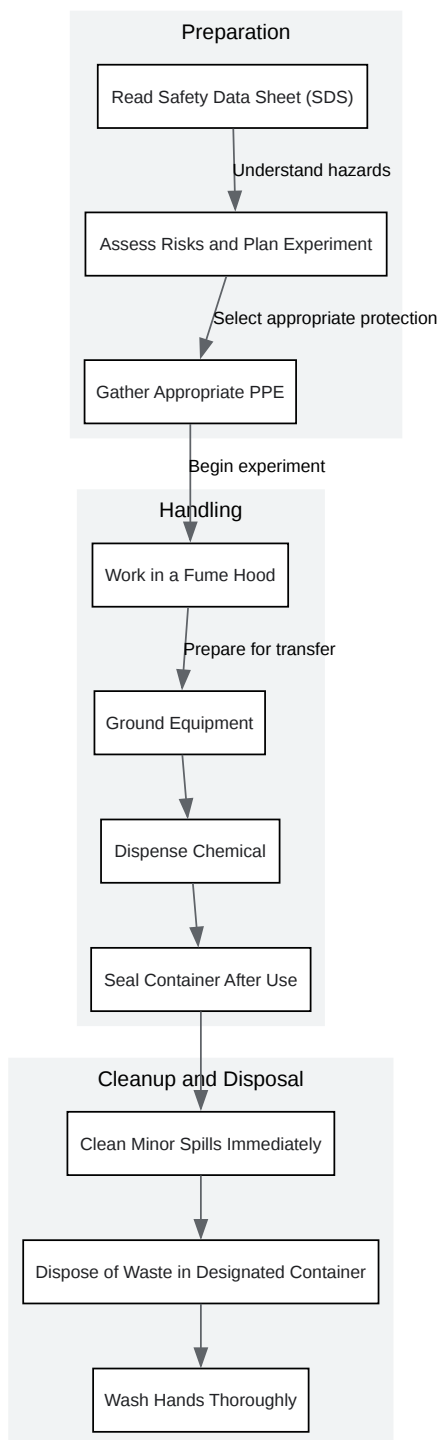 Preparation
Read Safety Data Sheet (SDS)
Understand hazards
Assess Risks and Plan Experiment
Select appropriate protection
Gather Appropriate PPE
Begin experiment
Handling
Work in a Fume Hood
Prepare for transfer
Ground Equipment
Dispense Chemical
Seal Container After Use
Cleanup and Disposal
Clean Minor Spills Immediately
Dispose of Waste in Designated Container
Wash Hands Thoroughly